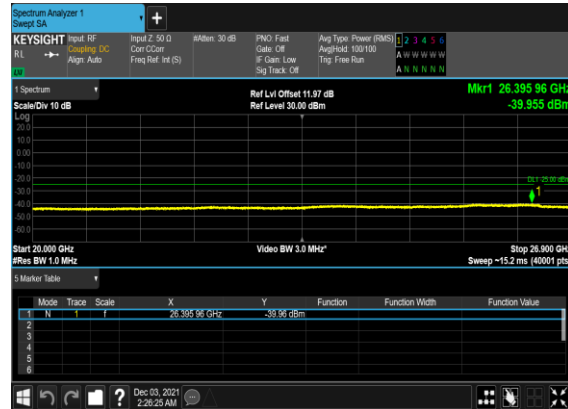 Spectrum Analyzer 1
Swept SA
+
KEYSIGHT Input: RF Input Z: 50 Ω #Atten: 30 dB PNO: Fast Avg Type: Power (RMS) 1 2 3 4 5 6
RL Coupling: DC Corr CCorr Gate: Off Avg|Hold: 100/100 A W W W W W
Align: Auto Freq Ref: Int (S) IF Gain: Low Trig: Free Run
Sig Track: Off A N N N N N
1 Spectrum Ref Lvl Offset 11.97 dB Mkr1 26.395 96 GHz
Scale/Div 10 dB Ref Level 30.00 dBm -39.955 dBm
Log
20.0
10.0
0.00
-10.0
-20.0
DL1 -25.00 dBm
-30.0
1
-40.0
-50.0
-60.0
Start 20.000 GHz Video BW 3.0 MHz* Stop 26.900 GHz
#Res BW 1.0 MHz Sweep ~15.2 ms (40001 pts)
5 Marker Table
Mode Trace Scale X Y Function Function Width Function Value
1 N 1 f 26.395 96 GHz -39.96 dBm
2
3
4
5
6
? Dec 03, 2021
2:26:25 AM